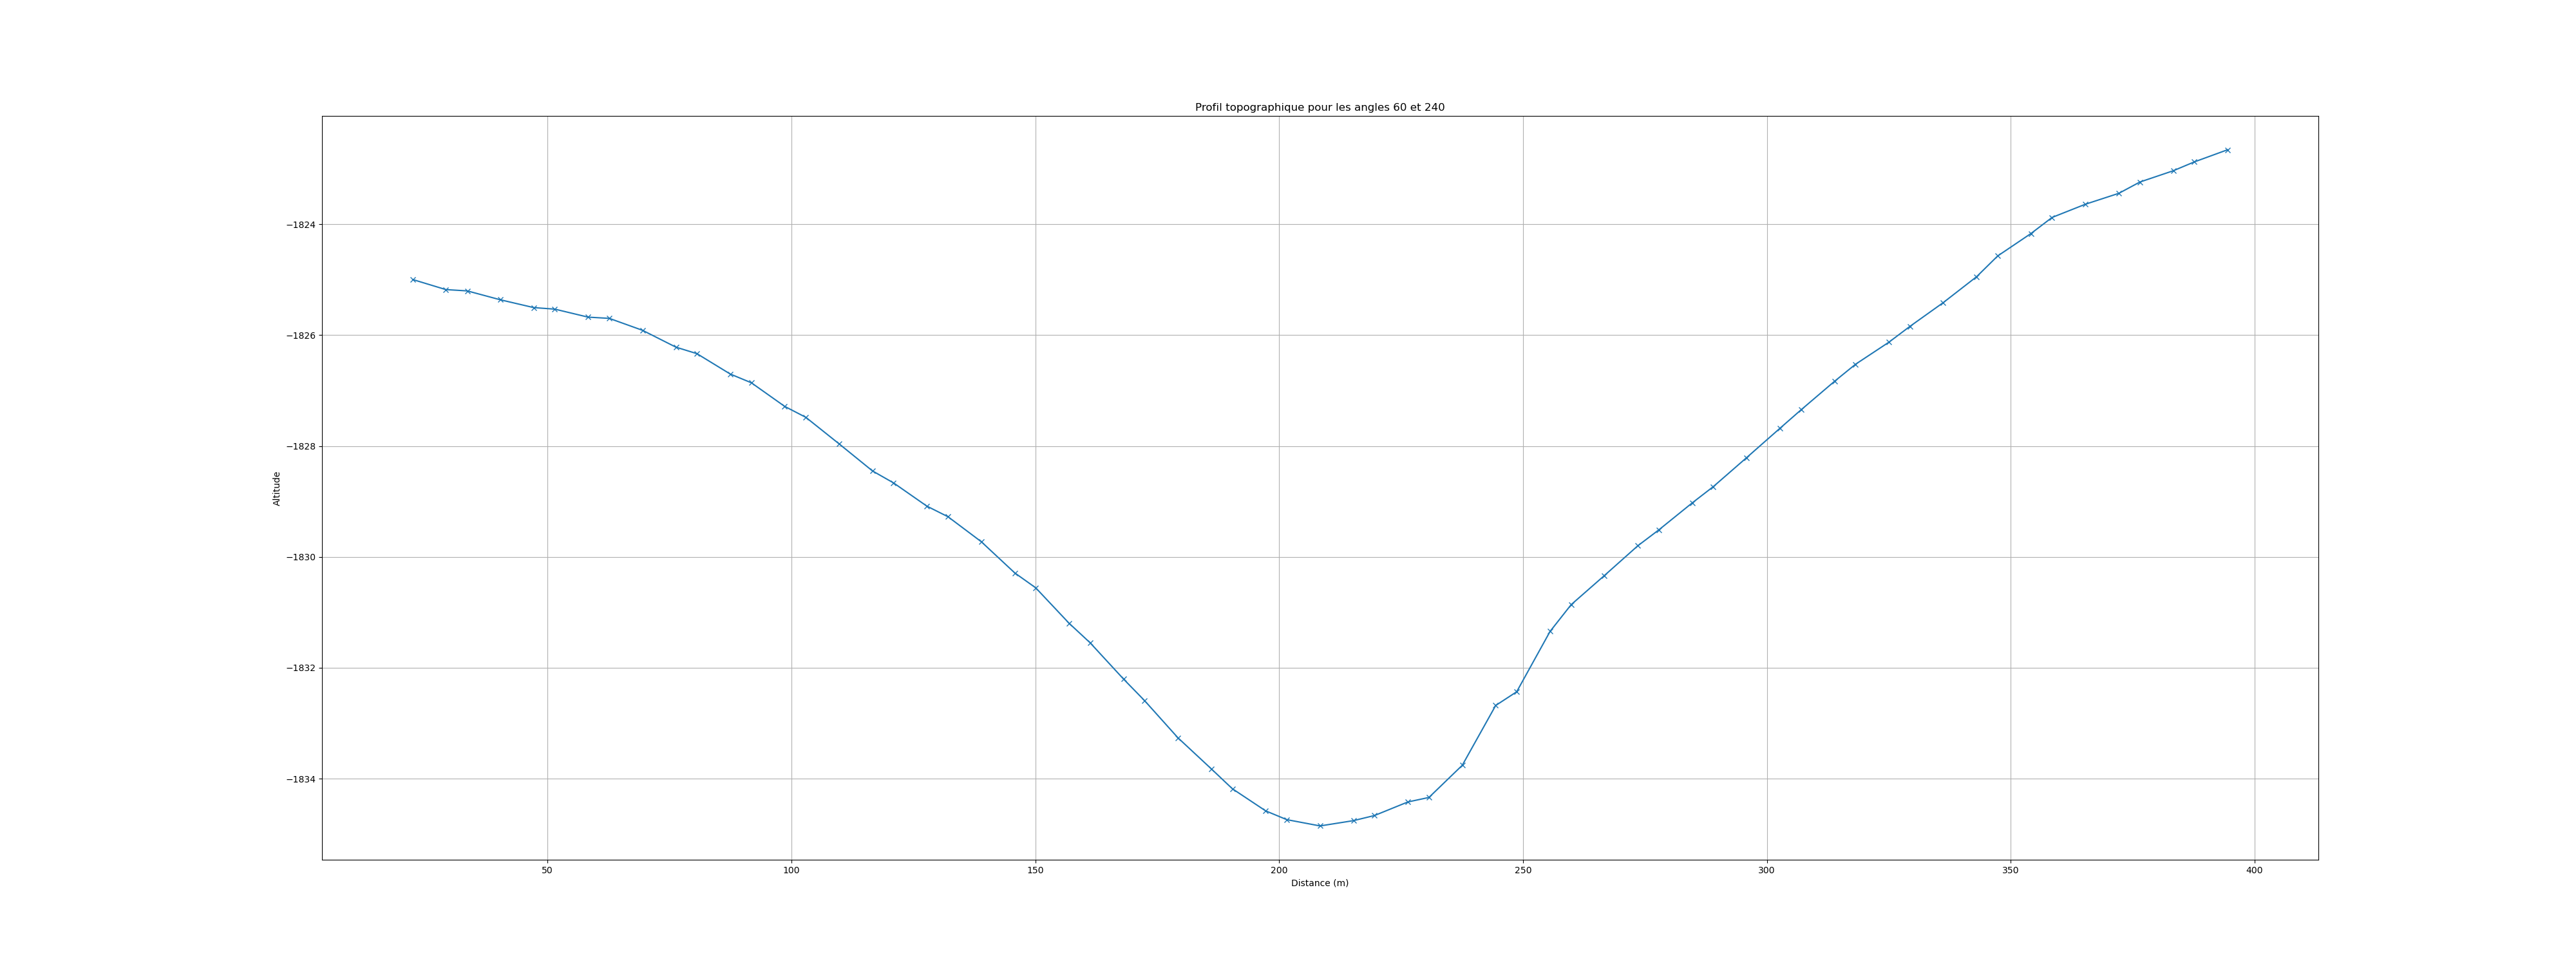 Profil topographique pour les angles 60 et 240
Altitude
−1824
−1826
−1828
−1830
−1832
−1834
50 100 150 200 250 300 350 400
Distance (m)